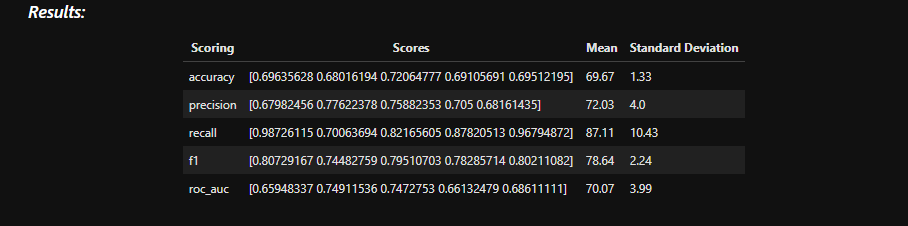 Results:
Scoring Scores Mean Standard Deviation
accuracy [0.69635628 0.68016194 0.72064777 0.69105691 0.69512195] 69.67 1.33
precision [0.67982456 0.77622378 0.75882353 0.705 0.68161435] 72.03 4.0
recall [0.98726115 0.70063694 0.82165605 0.87820513 0.96794872] 87.11 10.43
f1 [0.80729167 0.74482759 0.79510703 0.78285714 0.80211082] 78.64 2.24
roc_auc [0.65948337 0.74911536 0.7472753 0.66132479 0.68611111] 70.07 3.99